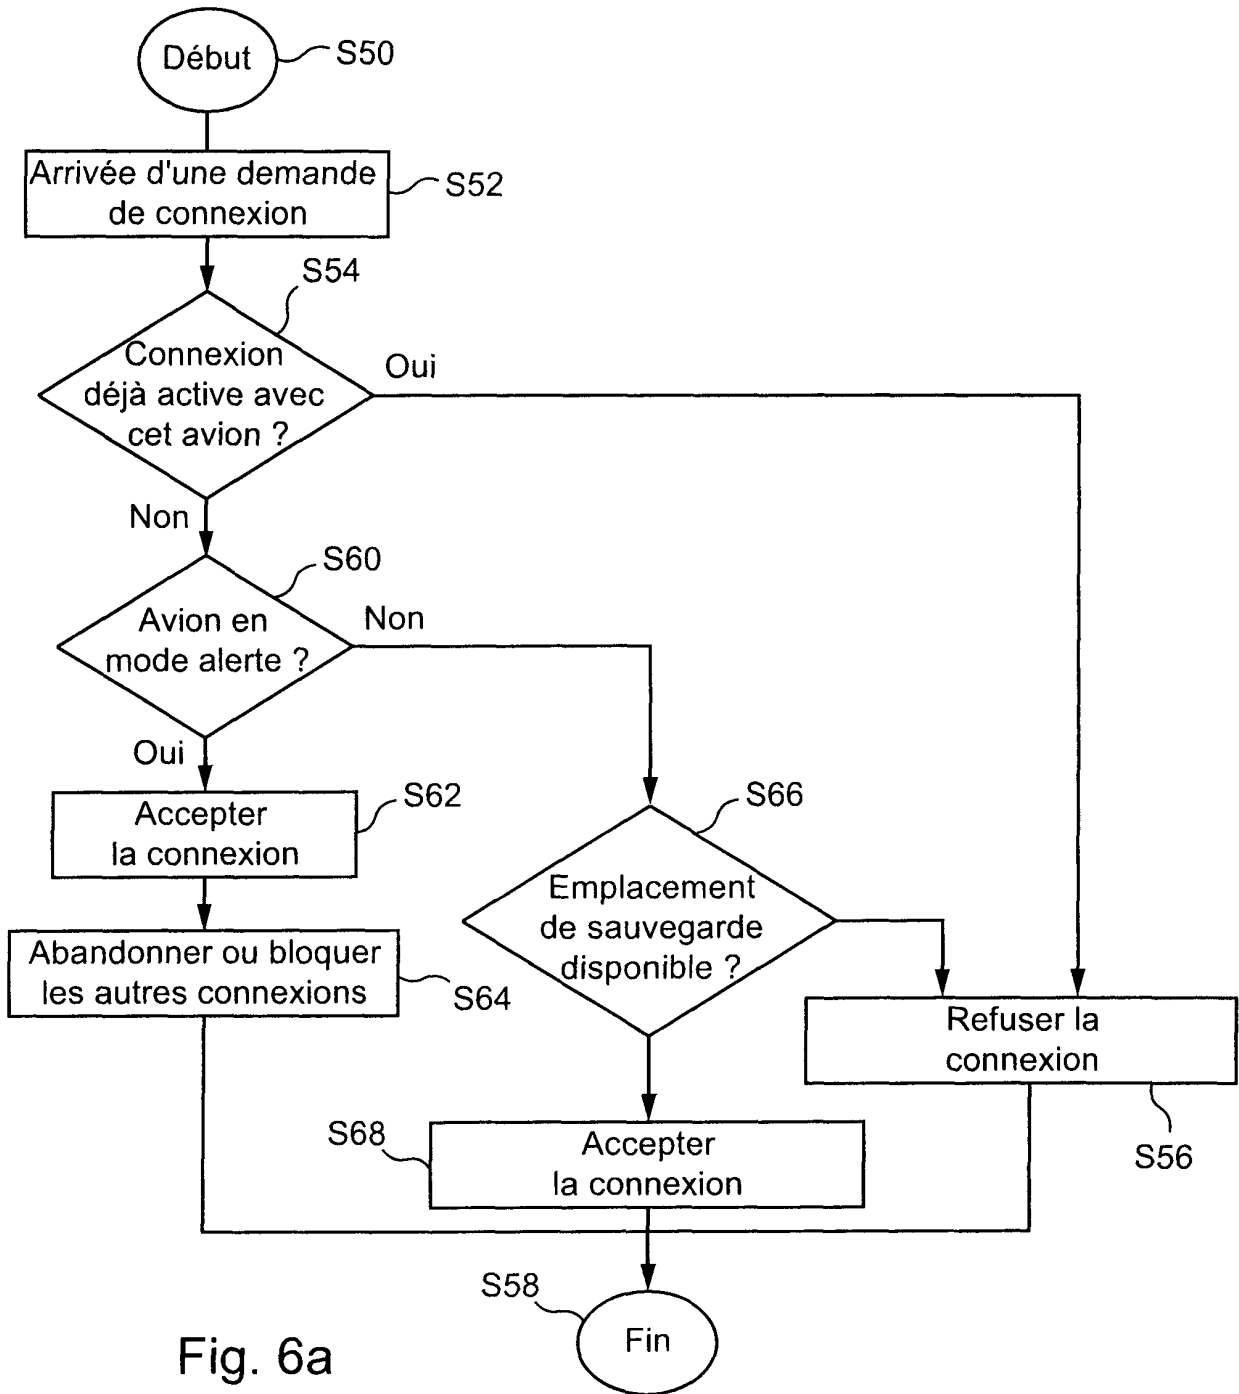 Début
S50
Arrivée d'une demande
de connexion
S52
S54
Connexion
déjà active avec
cet avion ?
Oui
Non
S60
Avion en
mode alerte ?
Non
Oui
S62
Accepter
la connexion
S66
Emplacement
de sauvegarde
disponible ?
Abandonner ou bloquer
les autres connexions
S64
Refuser la
connexion
S56
S68
Accepter
la connexion
S58
Fin
Fig. 6a